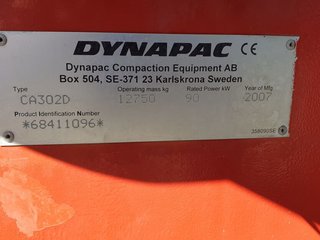 DYNAPAC CE
Dynapac Compaction Equipment AB
Box 504, SE-371 23 Karlskrona Sweden
Type Operating mass kg Rated Power kW Year of Mfg
CA302D 12750 90 2007
Product Identification Number
*68411096*
358090SE